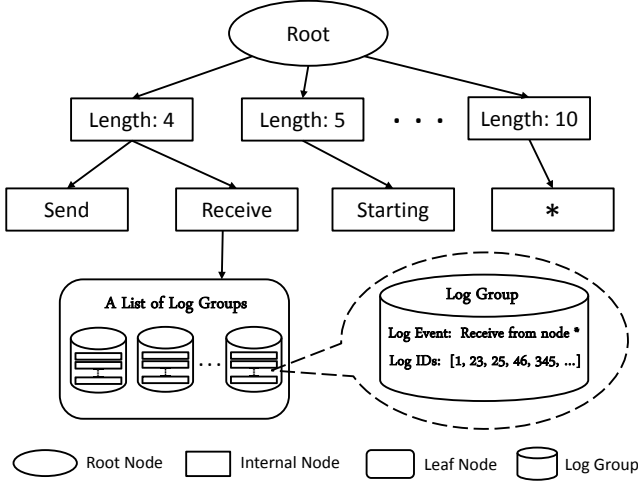 Root
Length: 4
Length: 5
. . .
Length: 10
Send
Receive
Starting
*
A List of Log Groups
...
Log Group
Log Event: Receive from node *
Log IDs: [1, 23, 25, 46, 345, ...]
Root Node
Internal Node
Leaf Node
Log Group